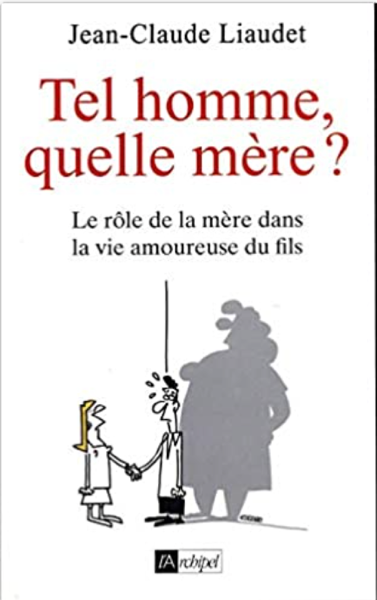 Jean-Claude Liaudet
Tel homme,
quelle mère ?
Le rôle de la mère dans
la vie amoureuse du fils
l'Archipel